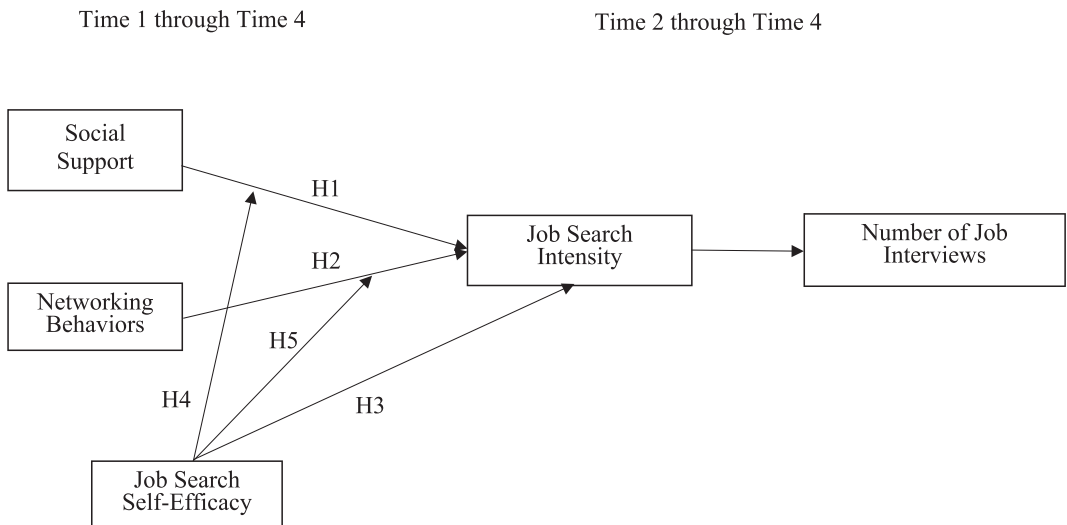 Time 1 through Time 4
Time 2 through Time 4
Social
Support
H1
Job Search
Intensity
Number of Job
Interviews
H2
Networking
Behaviors
H5
H4
H3
Job Search
Self-Efficacy